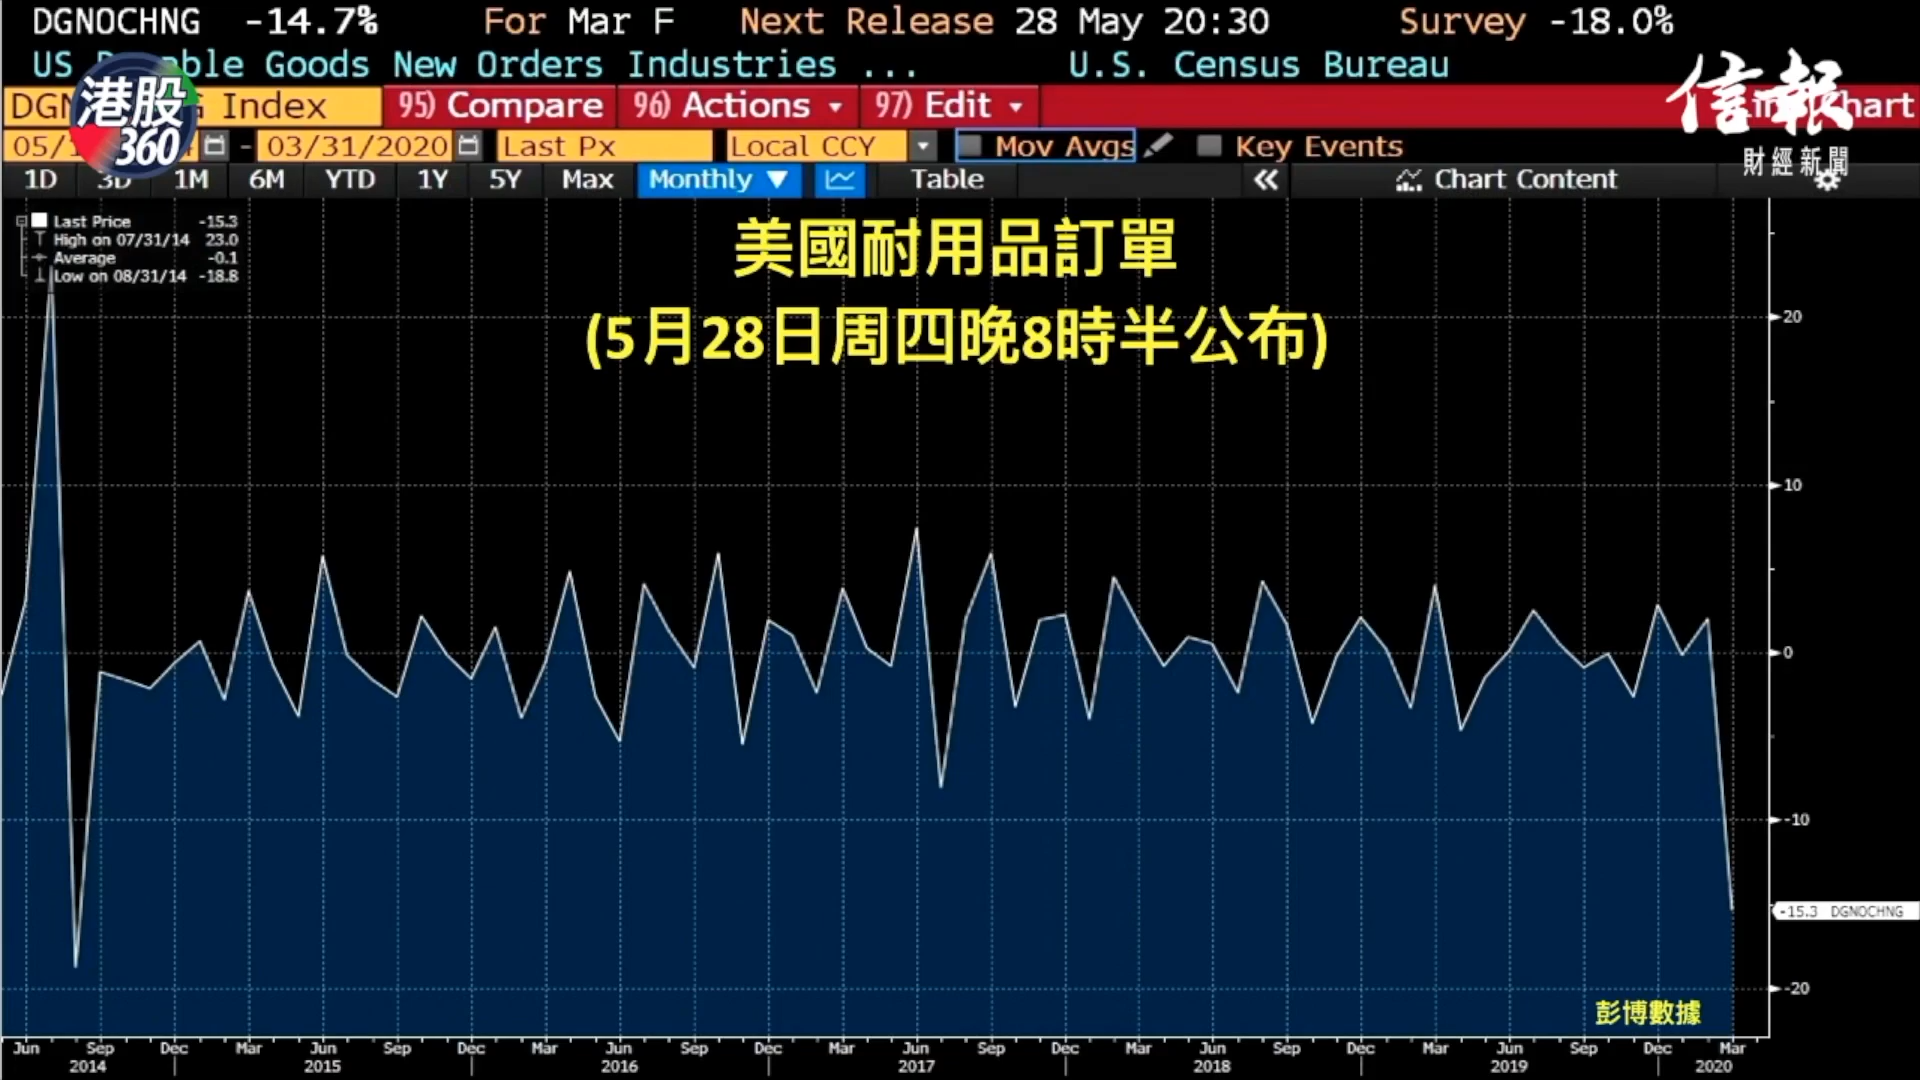 DGNOCHNG -14.7% For Mar F Next Release 28 May 20:30 Survey -18.0%
US able Goods New Orders Industries ... U.S. Census Bureau
DGN G Index 95) Compare 96) Actions 97) Edit hart
港股
360
信報
財經新聞
05/1 4 - 03/31/2020 Last Px Local CCY Mov Avgs Key Events
1D 3D 1M 6M YTD 1Y 5Y Max Monthly ▼ Table « Chart Content
Last Price -15.3
High on 07/31/14 23.0
Average -0.1
Low on 08/31/14 -18.8
美國耐用品訂單
(5月28日周四晚8時半公布)
20
10
0
-10
-15.3 DGNOCHNG
-20
彭博數據
Jun Sep Dec Mar Jun Sep Dec Mar Jun Sep Dec Mar Jun Sep Dec Mar Jun Sep Dec Mar Jun Sep Dec Mar
2014 2015 2016 2017 2018 2019 2020